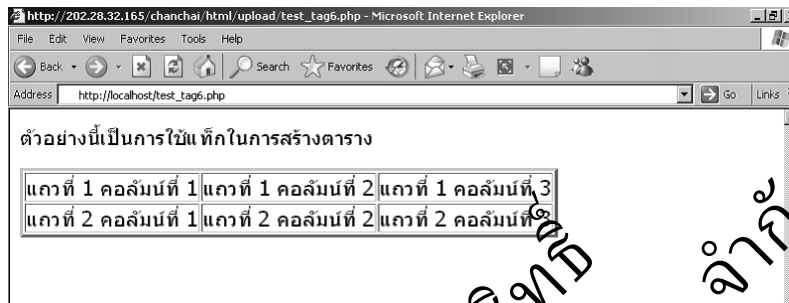 http://202.28.32.165/chanchai/html/upload/test_tag6.php - Microsoft Internet Explorer
File Edit View Favorites Tools Help
Back Search Favorites
Address http://localhost/test_tag6.php Go Links
ตัวอย่างนี้เป็นการใช้แท็กในการสร้างตาราง
แถวที่ 1 คอลัมน์ที่ 1 แถวที่ 1 คอลัมน์ที่ 2 แถวที่ 1 คอลัมน์ที่ 3
แถวที่ 2 คอลัมน์ที่ 1 แถวที่ 2 คอลัมน์ที่ 2 แถวที่ 2 คอลัมน์ที่